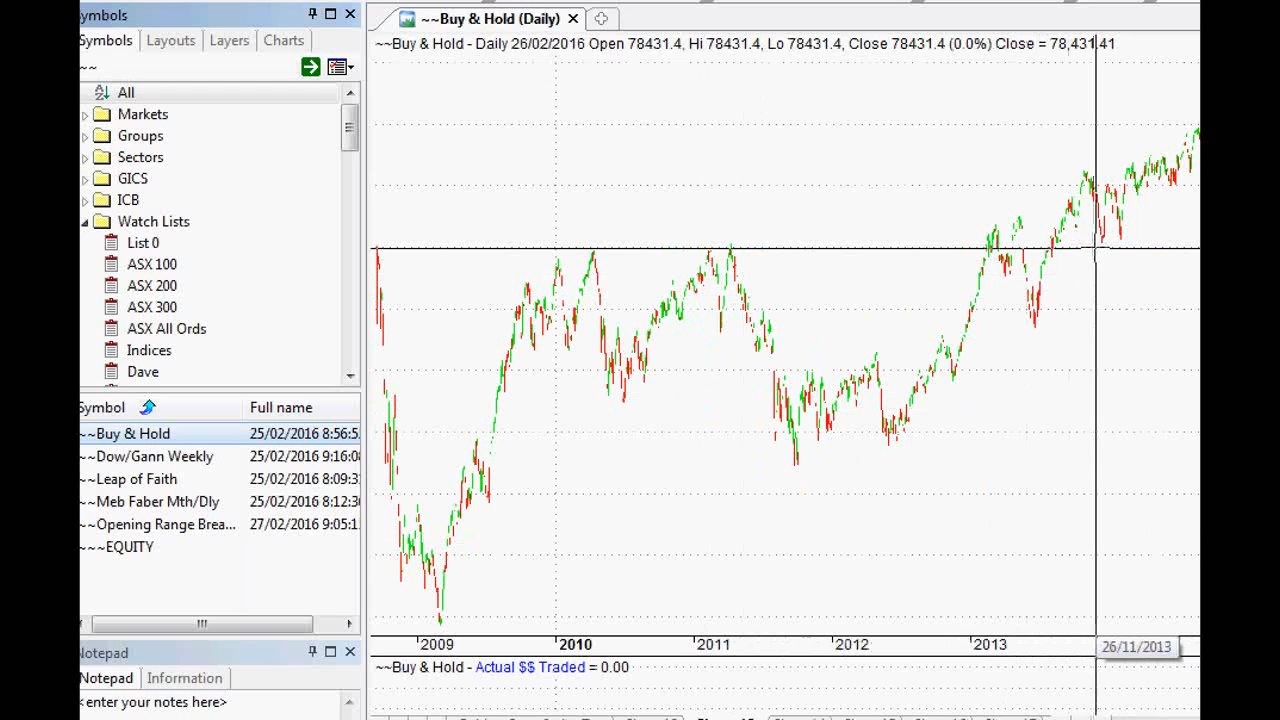 ymbols
~~Buy & Hold (Daily)
ymbols Layouts Layers Charts
~~Buy & Hold - Daily 26/02/2016 Open 78431.4, Hi 78431.4, Lo 78431.4, Close 78431.4 (0.0%) Close = 78,431.41
~~
All
Markets
Groups
Sectors
GICS
ICB
Watch Lists
List 0
ASX 100
ASX 200
ASX 300
ASX All Ords
Indices
Dave
ymbol Full name
~~Buy & Hold 25/02/2016 8:56:5
~~Dow/Gann Weekly 25/02/2016 9:16:0
~~Leap of Faith 25/02/2016 8:09:3
~~Meb Faber Mth/Dly 25/02/2016 8:12:3
~~Opening Range Brea... 27/02/2016 9:05:1
~~~EQUITY
2009 2010 2011 2012 2013
26/11/2013
Notepad
~~Buy & Hold - Actual $$ Traded = 0.00
Notepad Information
<enter your notes here>